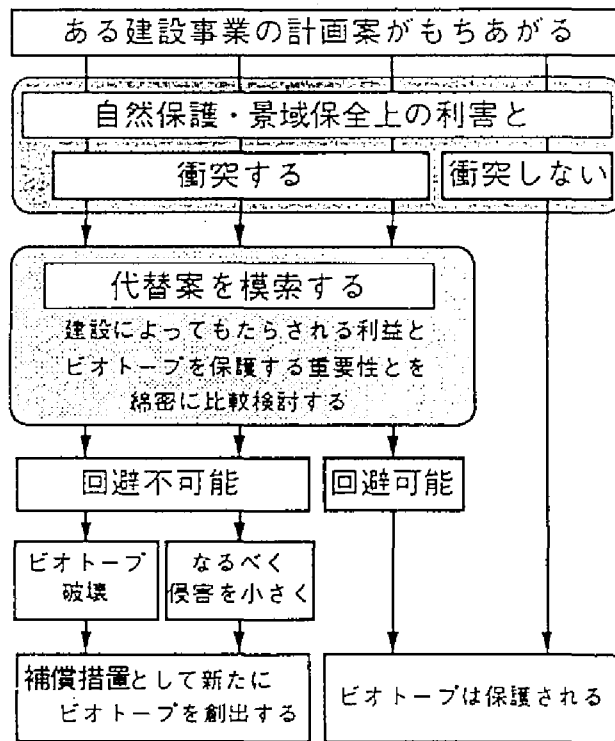 ある建設事業の計画案がもちあがる
自然保護・景域保全上の利害と
衝突する
衝突しない
代替案を模索する
建設によってもたらされる利益と
ビオトープを保護する重要性とを
綿密に比較検討する
回避不可能
回避可能
ビオトープ
破壊
なるべく
侵害を小さく
補償措置として新たに
ビオトープを創出する
ビオトープは保護される